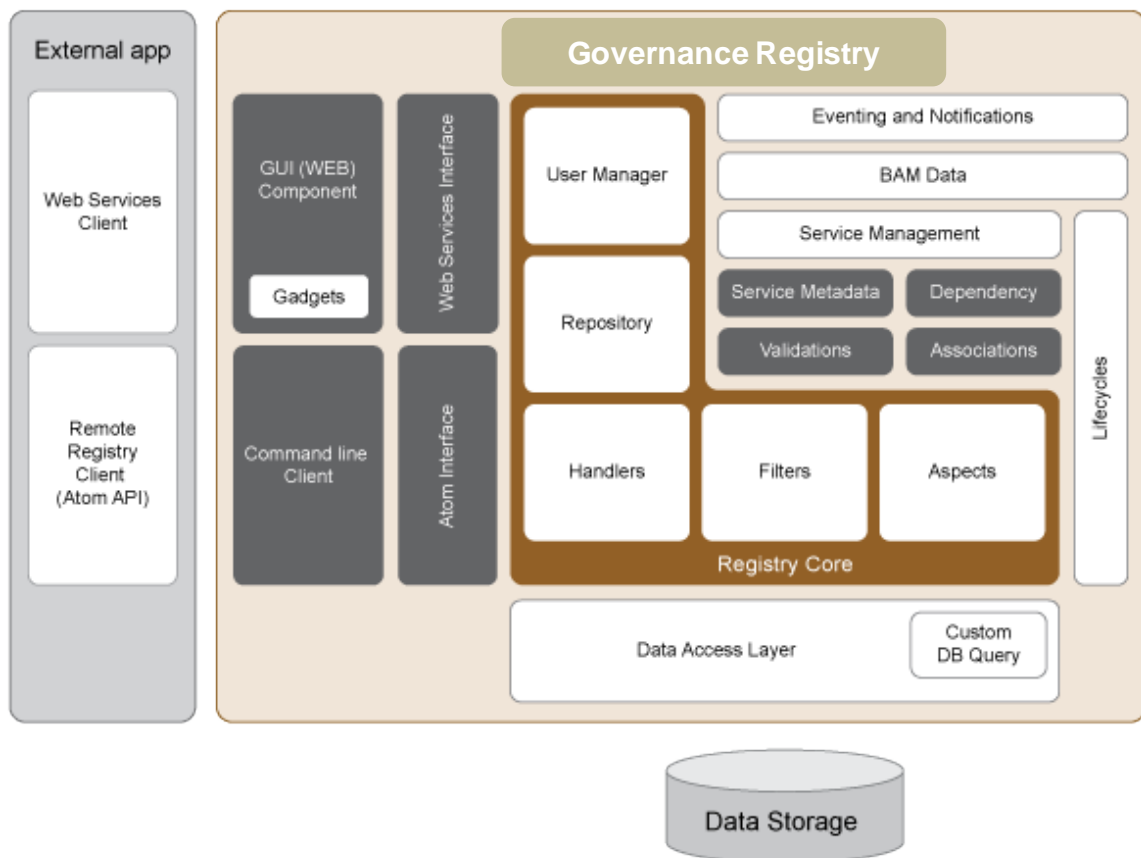 External app
Web Services
Client
Remote
Registry
Client
(Atom API)
Governance Registry
GUI (WEB)
Component
Gadgets
Command line
Client
Web Services Interface
Atom Interface
User Manager
Repository
Handlers
Filters
Aspects
Registry Core
Eventing and Notifications
BAM Data
Service Management
Service Metadata
Dependency
Validations
Associations
Lifecycles
Data Access Layer
Custom
DB Query
Data Storage